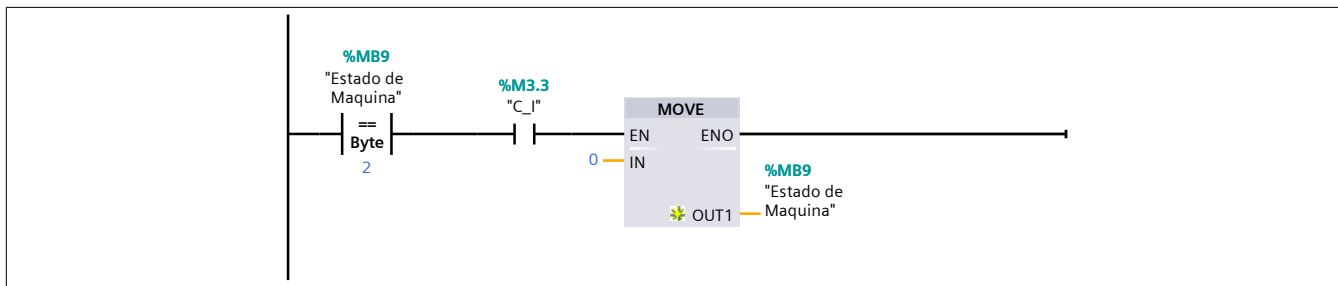 %MB9
"Estado de
Maquina"
==
Byte
2
%M3.3
"C_I"
MOVE
EN
ENO
0
IN
OUT1
%MB9
"Estado de
Maquina"